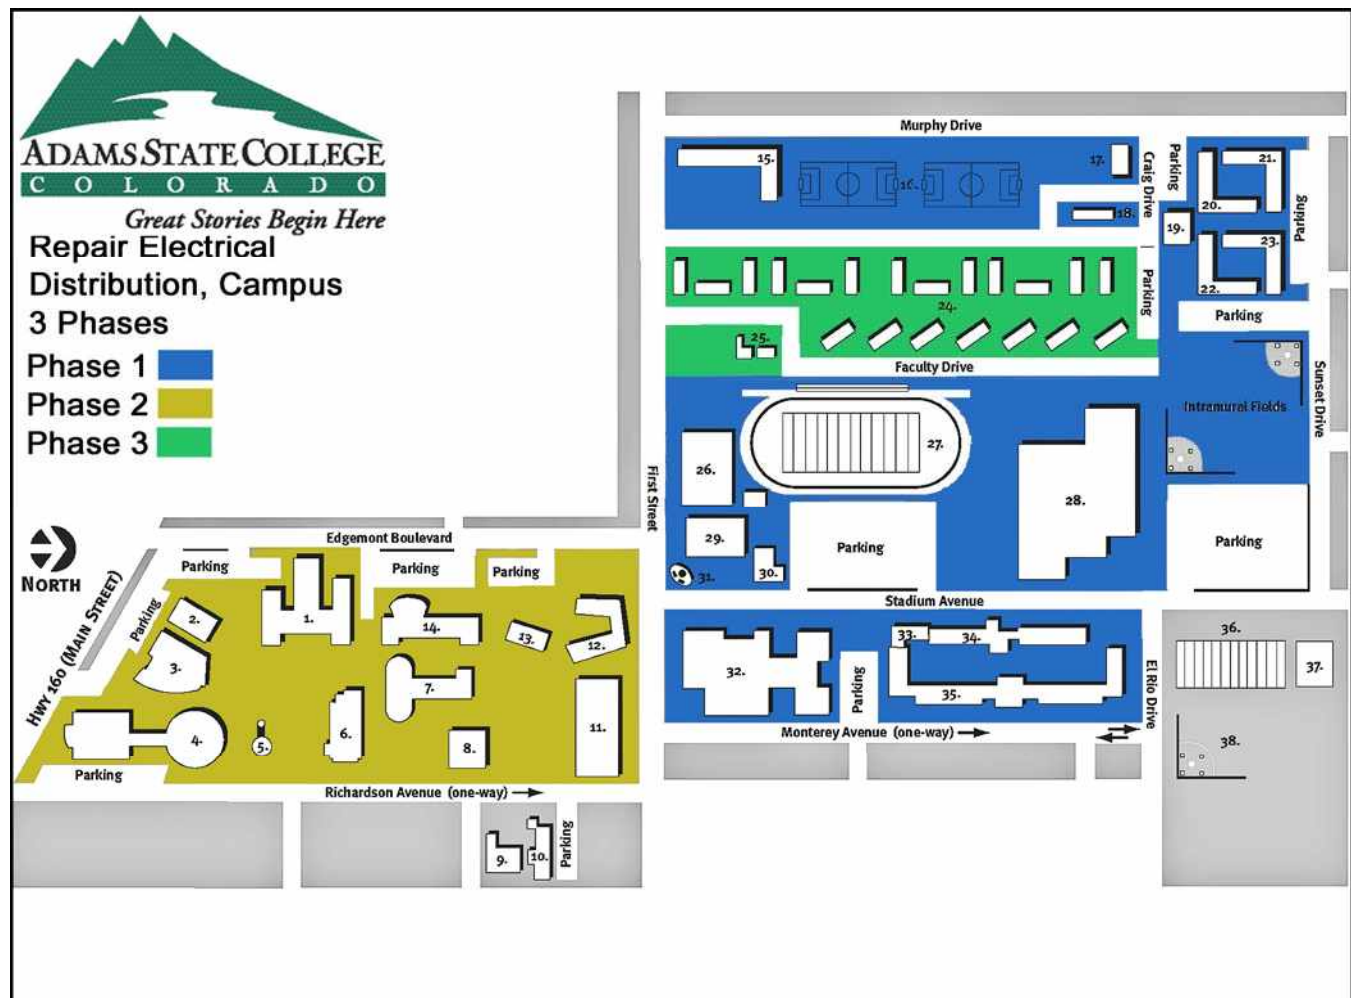 ADAMS STATE COLLEGE
COLORADO
Great Stories Begin Here
Repair Electrical
Distribution, Campus
3 Phases
Phase 1
Phase 2
Phase 3
NORTH
HWY 160 (MAIN STREET)
Edgemont Boulevard
Parking
Parking
Parking
Parking
Parking
1.
2.
3.
4.
5.
6.
7.
8.
9.
10.
11.
12.
13.
14.
Richardson Avenue (one-way)
Parking
First Street
Murphy Drive
15.
16.
17.
18.
Craig Drive
Parking
19.
20.
21.
22.
23.
Parking
Parking
Parking
24.
25.
Faculty Drive
Sunset Drive
Intramural Fields
26.
27.
28.
29.
30.
31.
Parking
Parking
Stadium Avenue
32.
33.
34.
35.
Parking
El Rio Drive
Monterey Avenue (one-way)
36.
37.
38.